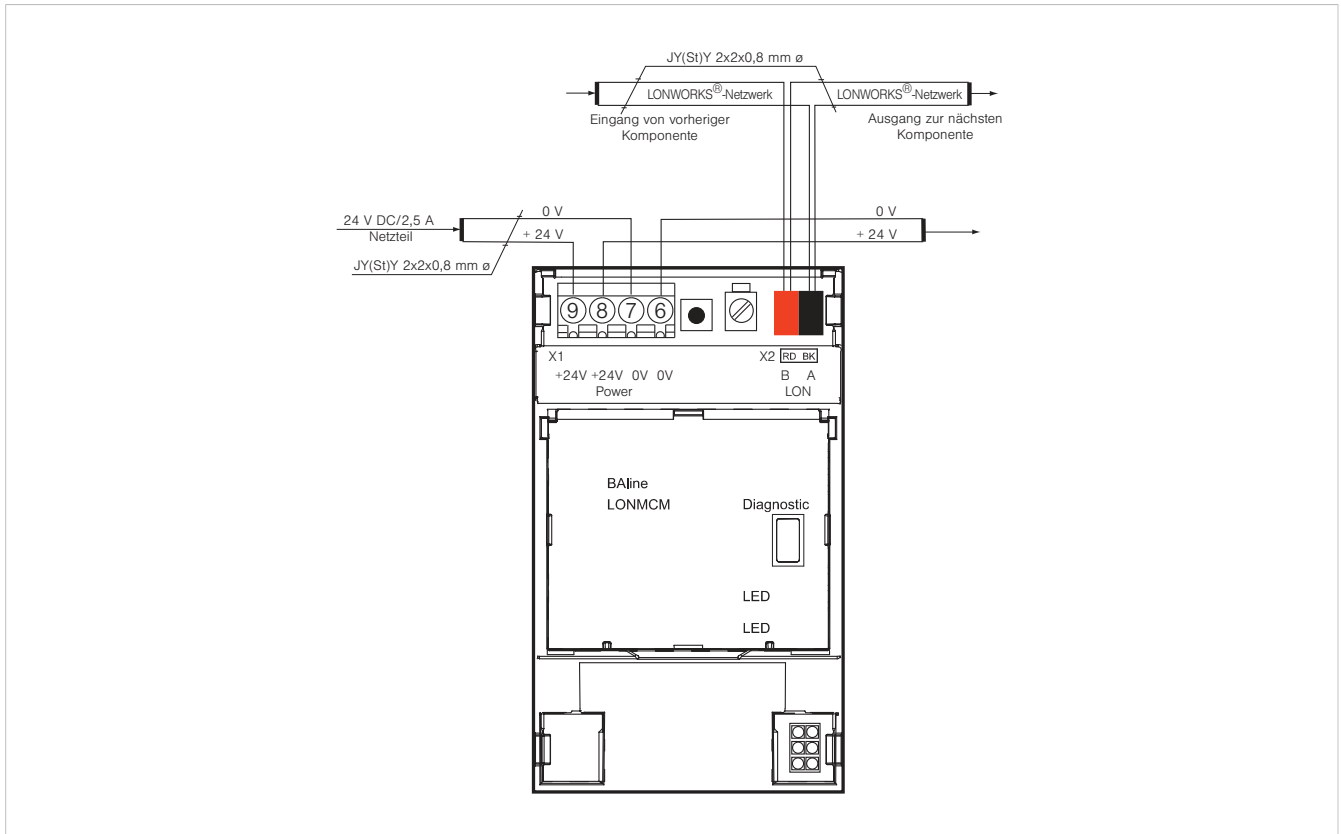 JY(St)Y 2x2x0,8 mm ø
LONWORKS®-Netzwerk
LONWORKS®-Netzwerk
Eingang von vorheriger
Komponente
Ausgang zur nächsten
Komponente
24 V DC/2,5 A
Netzteil
0 V
+ 24 V
0 V
+ 24 V
JY(St)Y 2x2x0,8 mm ø
9 8 7 6
X1
X2 RD BK
+24V +24V 0V 0V
B A
Power
LON
BAline
LONMCM
Diagnostic
LED
LED